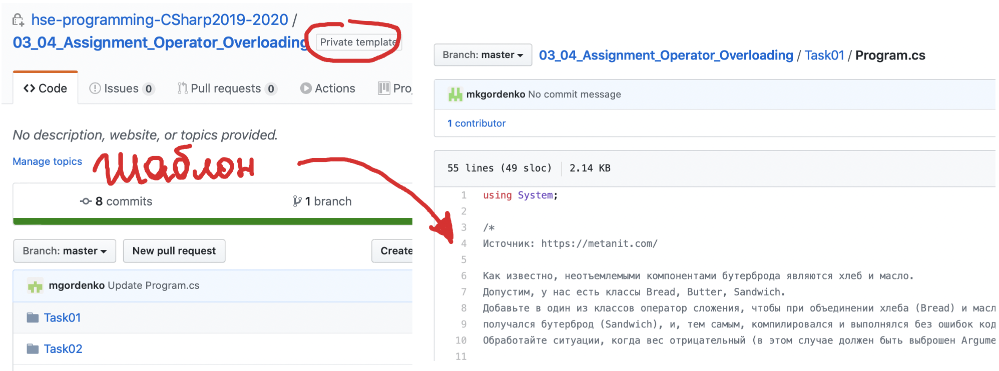 hse-programming-CSharp2019-2020 /
03_04_Assignment_Operator_Overloading Private template
Code Issues 0 Pull requests 0 Actions
No description, website, or topics provided.
Manage topics
Шаблон
8 commits 1 branch
Branch: master New pull request Create
mgordenko Update Program.cs
Task01
Task02
Branch: master 03_04_Assignment_Operator_Overloading / Task01 / Program.cs
mkgordenko No commit message
1 contributor
55 lines (49 sloc) 2.14 KB
1 using System;
2
3 /*
4 Источник: https://metanit.com/
5
6 Как известно, неотъемлемыми компонентами бутерброда являются хлеб и масло.
7 Допустим, у нас есть классы Bread, Butter, Sandwich.
8 Добавьте в один из классов оператор сложения, чтобы при объединении хлеба (Bread) и масл
9 получался бутерброд (Sandwich), и, тем самым, компилировался и выполнялся без ошибок код
10 Обработайте ситуации, когда вес отрицательный (в этом случае должен быть выброшен Argume
11